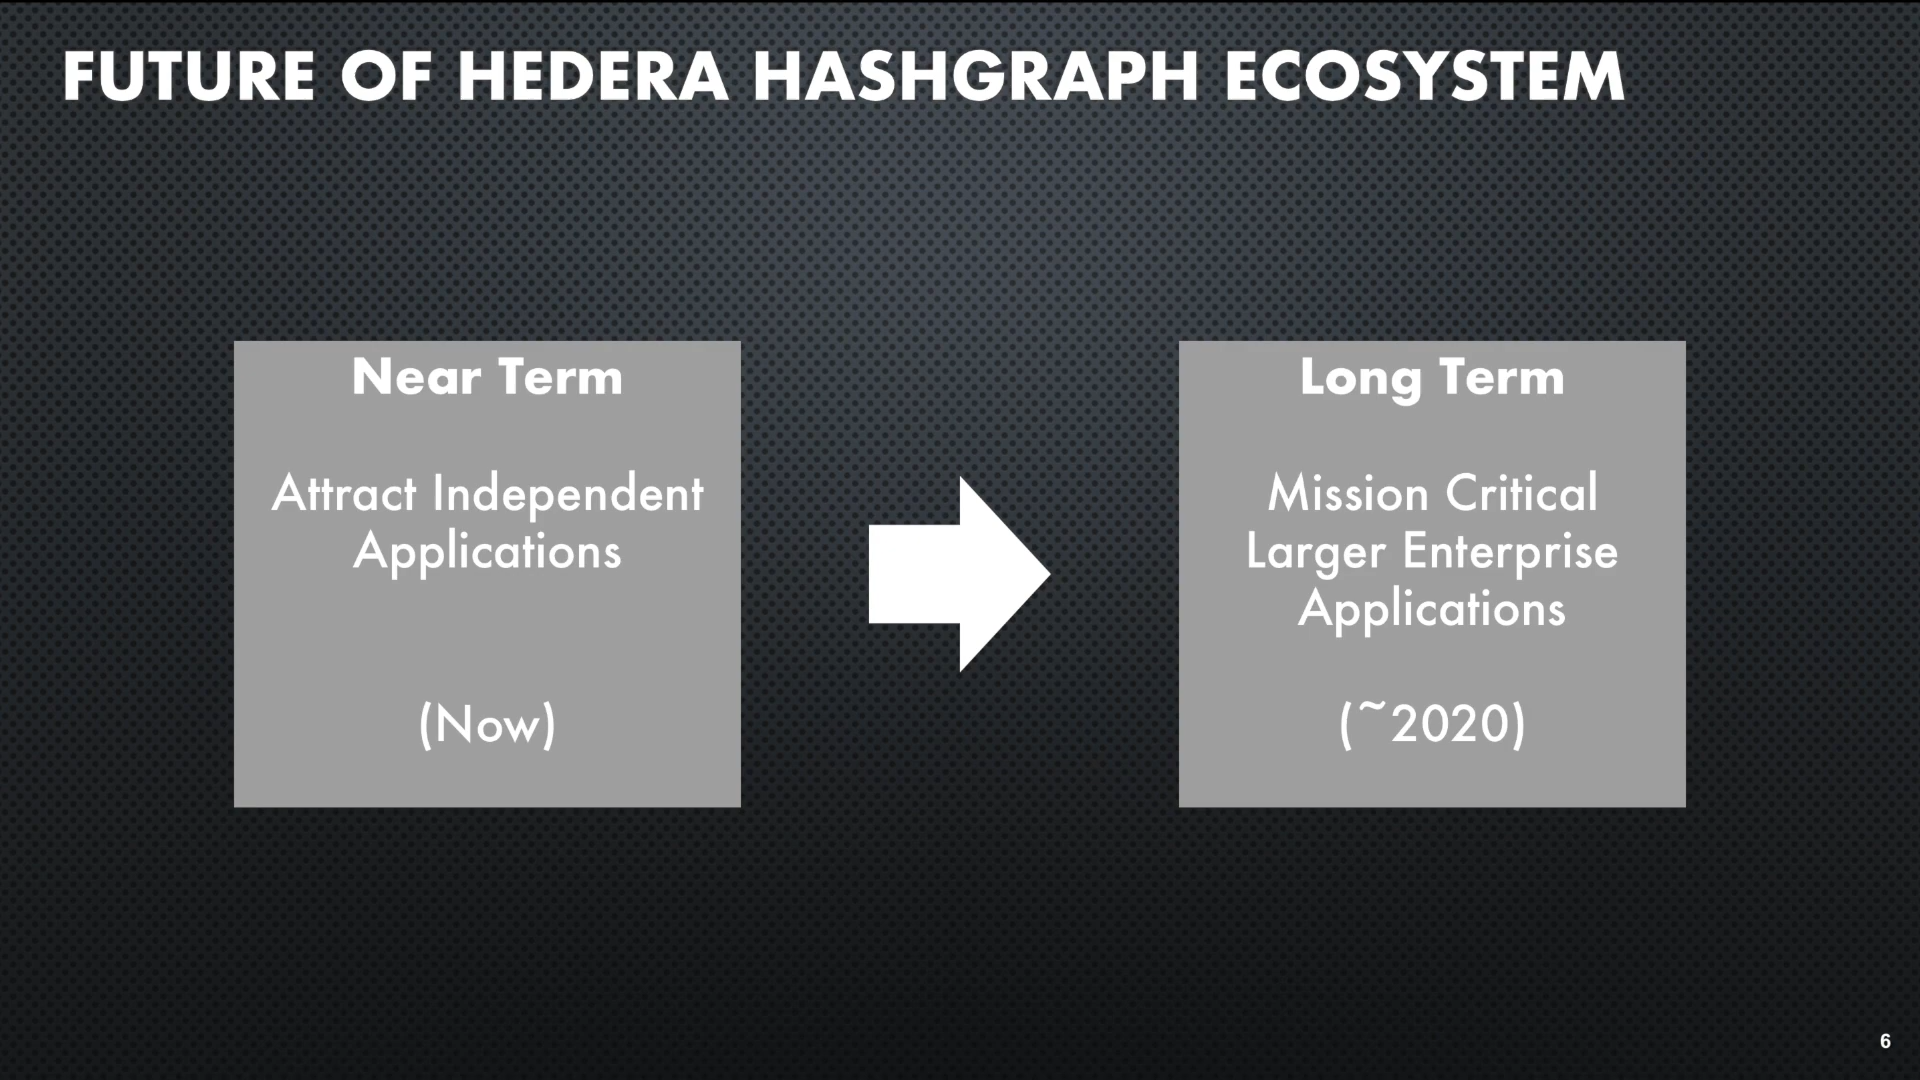 FUTURE OF HEDERA HASHGRAPH ECOSYSTEM
Near Term
Attract Independent
Applications
(Now)
Long Term
Mission Critical
Larger Enterprise
Applications
(~2020)
6